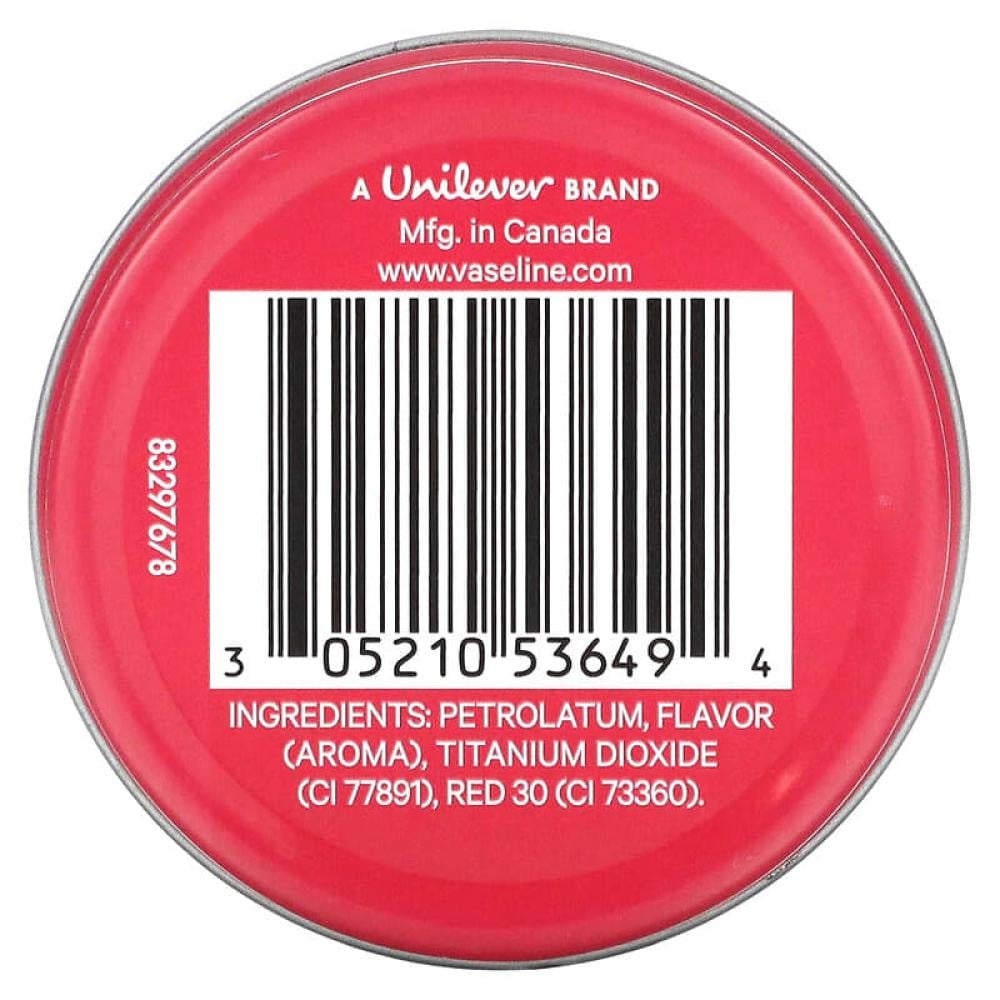 A Unilever BRAND
Mfg. in Canada
www.vaseline.com
83297678
3 05210 53649 4
INGREDIENTS: PETROLATUM, FLAVOR
(AROMA), TITANIUM DIOXIDE
(CI 77891), RED 30 (CI 73360).